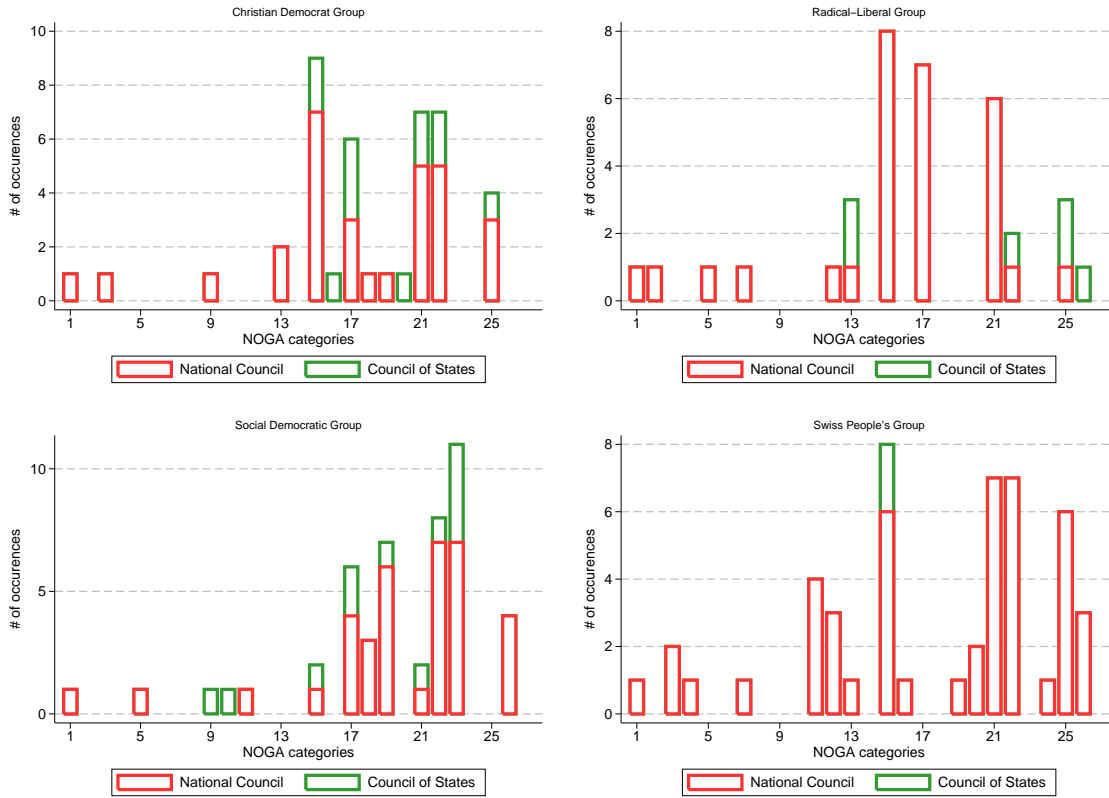 Christian Democrat Group
10
8
6
4
2
0
# of occurences
1 5 9 13 17 21 25
NOGA categories
National Council Council of States
Radical−Liberal Group
8
6
4
2
0
# of occurences
1 5 9 13 17 21 25
NOGA categories
National Council Council of States
Social Democratic Group
10
5
0
# of occurences
1 5 9 13 17 21 25
NOGA categories
National Council Council of States
Swiss People's Group
8
6
4
2
0
# of occurences
1 5 9 13 17 21 25
NOGA categories
National Council Council of States